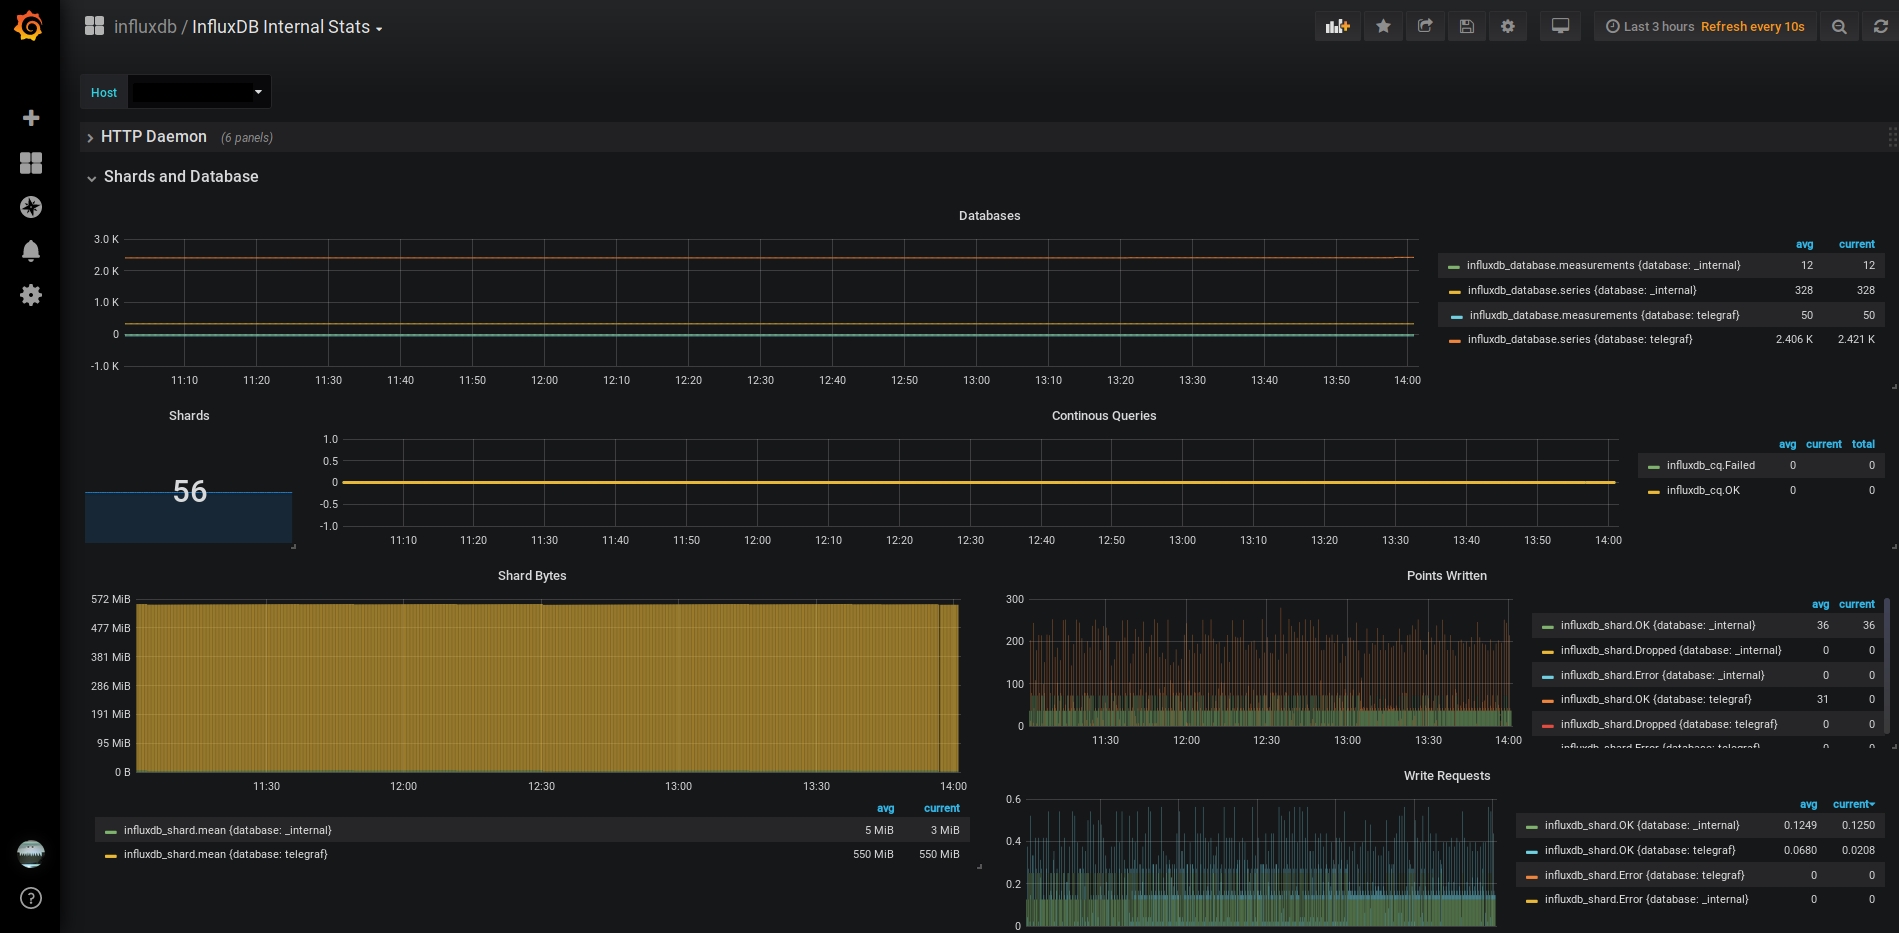 influxdb / InfluxDB Internal Stats
Last 3 hours Refresh every 10s
Host
HTTP Daemon (6 panels)
Shards and Database
Databases
3.0 K
2.0 K
1.0 K
0
-1.0 K
11:10 11:20 11:30 11:40 11:50 12:00 12:10 12:20 12:30 12:40 12:50 13:00 13:10 13:20 13:30 13:40 13:50 14:00
avg current
influxdb_database.measurements {database: _internal} 12 12
influxdb_database.series {database: _internal} 328 328
influxdb_database.measurements {database: telegraf} 50 50
influxdb_database.series {database: telegraf} 2.406 K 2.421 K
Shards
56
Continous Queries
1.0
0.5
0
-0.5
-1.0
11:10 11:20 11:30 11:40 11:50 12:00 12:10 12:20 12:30 12:40 12:50 13:00 13:10 13:20 13:30 13:40 13:50 14:00
avg current total
influxdb_cq.Failed 0 0
influxdb_cq.OK 0 0
Shard Bytes
572 MiB
477 MiB
381 MiB
286 MiB
191 MiB
95 MiB
0 B
11:30 12:00 12:30 13:00 13:30 14:00
avg current
influxdb_shard.mean {database: _internal} 5 MiB 3 MiB
influxdb_shard.mean {database: telegraf} 550 MiB 550 MiB
Points Written
300
200
100
0
11:30 12:00 12:30 13:00 13:30 14:00
avg current
influxdb_shard.OK {database: _internal} 36 36
influxdb_shard.Dropped {database: _internal} 0 0
influxdb_shard.Error {database: _internal} 0 0
influxdb_shard.OK {database: telegraf} 31 0
influxdb_shard.Dropped {database: telegraf} 0 0
influxdb_shard.Error {database: telegraf} 0 0
Write Requests
0.6
0.4
0.2
0
avg current
influxdb_shard.OK {database: _internal} 0.1249 0.1250
influxdb_shard.OK {database: telegraf} 0.0680 0.0208
influxdb_shard.Error {database: telegraf} 0 0
influxdb_shard.Error {database: _internal} 0 0